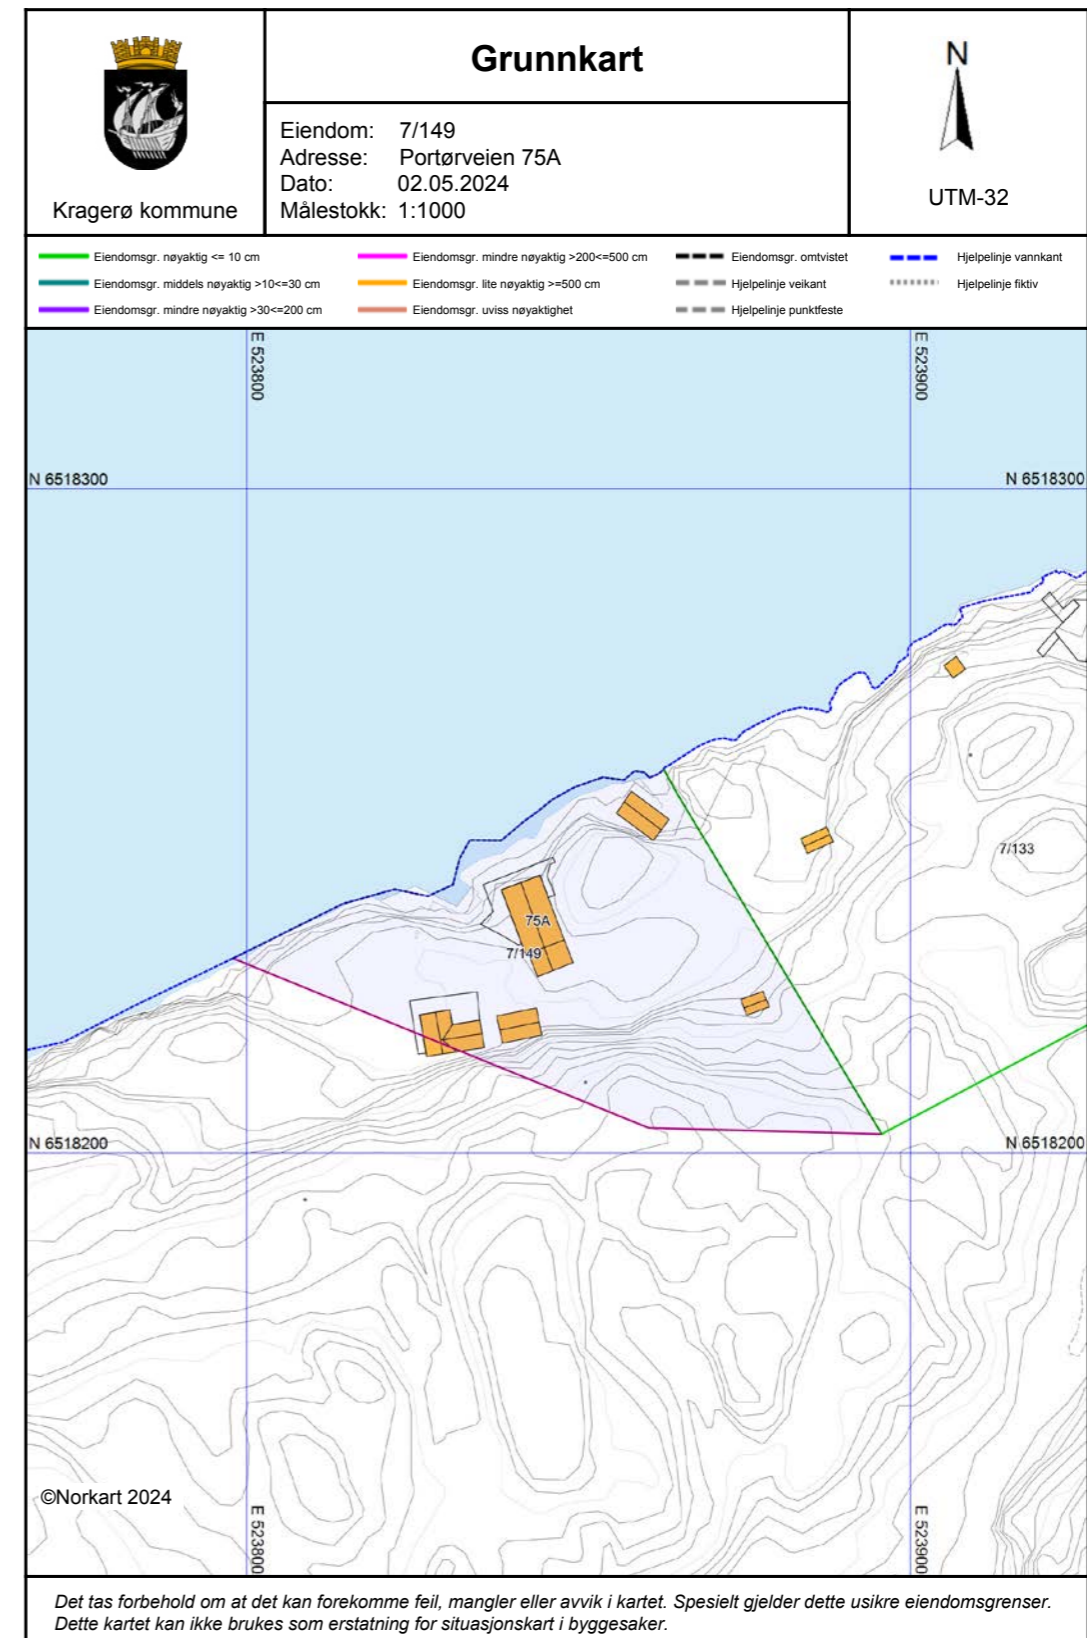 Grunnkart
Eiendom: 7/149
Adresse: Portørveien 75A
Dato: 02.05.2024
Målestokk: 1:1000
Kragerø kommune
N
UTM-32
Eiendomsgr. nøyaktig <= 10 cm
Eiendomsgr. middels nøyaktig >10<=30 cm
Eiendomsgr. mindre nøyaktig >30<=200 cm
Eiendomsgr. mindre nøyaktig >200<=500 cm
Eiendomsgr. lite nøyaktig >=500 cm
Eiendomsgr. uviss nøyaktighet
Eiendomsgr. omtvistet
Hjelpelinje veikant
Hjelpelinje punktfeste
Hjelpelinje vannkant
Hjelpelinje fiktiv
E 523800
E 523900
N 6518300
N 6518300
7/133
75A
7/149
N 6518200
N 6518200
©Norkart 2024
E 523800
E 523900
Det tas forbehold om at det kan forekomme feil, mangler eller avvik i kartet. Spesielt gjelder dette usikre eiendomsgrenser.
Dette kartet kan ikke brukes som erstatning for situasjonskart i byggesaker.